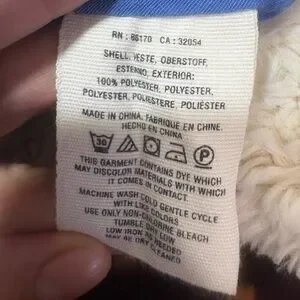 RN : 86170 CA : 32054
SHELL, VESTE, OBERSTOFF,
ESTERNO, EXTERIOR:
100% POLYESTER, POLYESTER,
POLYESTER, POLIESTERE, POLIÉSTER
MADE IN CHINA, FABRIQUE EN CHINE,
HECHO EN CHINA
30 P
THIS GARMENT CONTAINS DYE WHICH
MAY DISCOLOR MATERIALS WITH WHICH
IT COMES IN CONTACT.
MACHINE WASH COLD GENTLE CYCLE
WITH LIKE COLORS
USE ONLY NON-CHLORINE BLEACH
TUMBLE DRY LOW
LOW IRON IF NEEDED
MAY BE DRY CLEANED